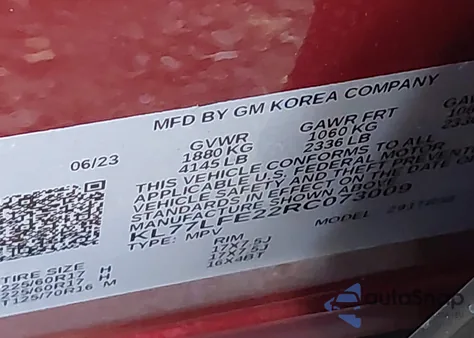 MFD BY GM KOREA COMPANY
06/23 GVWR GAWR FRT
1880 KG 1060 KG
4145 LB 2336 LB
THIS VEHICLE CONFORMS TO ALL
APPLICABLE U.S. FEDERAL MOTOR
VEHICLE SAFETY, AND THEFT PREVENT
STANDARDS IN EFFECT ON THE DATE O
MANUFACTURE SHOWN ABOVE.
KL77LFE22RC073009
TYPE: MPV MODEL:
TIRE SIZE RIM
225/60R17 H 17X7.5J
225/60R17 H 17X7.5J
T125/70R16 M 16X4BT
autoSnap